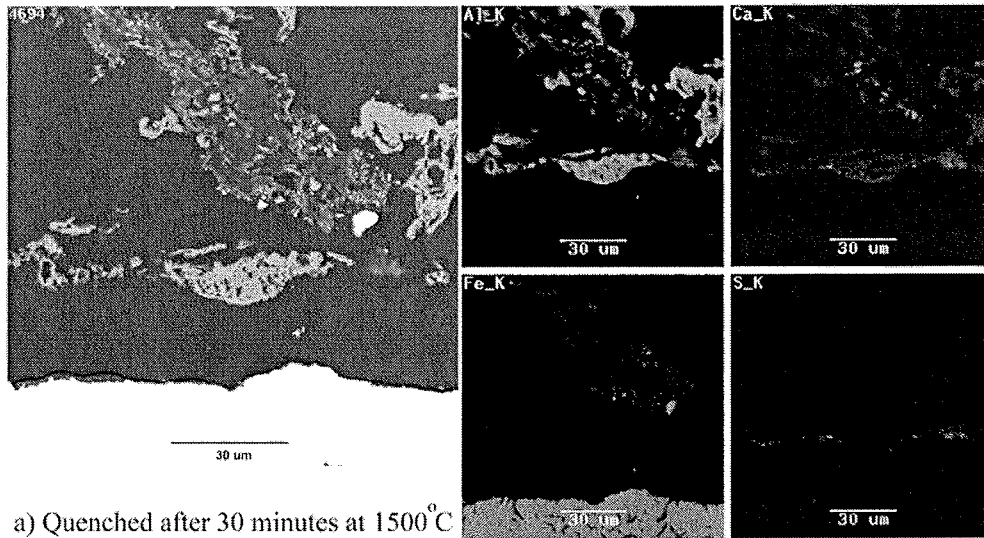 4694
30 um
a) Quenched after 30 minutes at 1500°C
Al_K
30 um
Ca_K
30 um
Fe_K
30 um
S_K
30 um